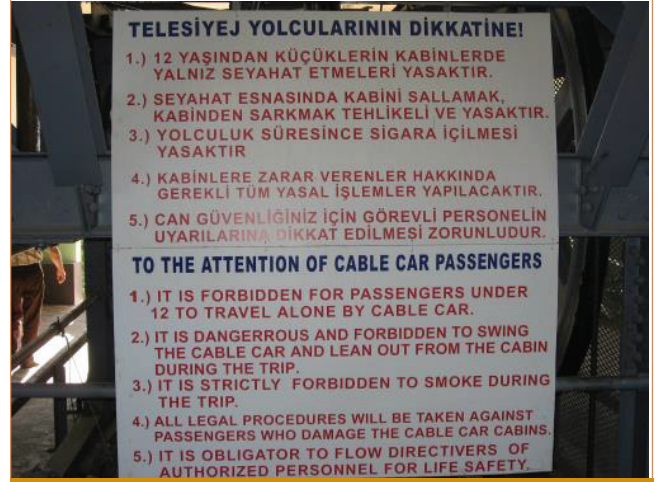 TELESİYEJ YOLCULARININ DİKKATİNE!
1.) 12 YAŞINDAN KÜÇÜKLERİN KABİNLERDE
YALNIZ SEYAHAT ETMELERİ YASAKTIR.
2.) SEYAHAT ESNASINDA KABİNİ SALLAMAK,
KABİNDEN SARKMAK TEHLİKELİ VE YASAKTIR.
3.) YOLCULUK SÜRESİNCE SİGARA İÇİLMESİ
YASAKTIR
4.) KABİNLERE ZARAR VERENLER HAKKINDA
GEREKLİ TÜM YASAL İŞLEMLER YAPILACAKTIR.
5.) CAN GÜVENLİĞİNİZ İÇİN GÖREVLİ PERSONELİN
UYARILARINA DİKKAT EDİLMESİ ZORUNLUDUR.
TO THE ATTENTION OF CABLE CAR PASSENGERS
1.) IT IS FORBIDDEN FOR PASSENGERS UNDER
12 TO TRAVEL ALONE BY CABLE CAR.
2.) IT IS DANGERROUS AND FORBIDDEN TO SWING
THE CABLE CAR AND LEAN OUT FROM THE CABIN
DURING THE TRIP.
3.) IT IS STRICTLY FORBIDDEN TO SMOKE DURING
THE TRIP.
4.) ALL LEGAL PROCEDURES WILL BE TAKEN AGAINST
PASSENGERS WHO DAMAGE THE CABLE CAR CABINS.
5.) IT IS OBLIGATOR TO FLOW DIRECTIVERS OF
AUTHORIZED PERSONNEL FOR LIFE SAFETY.